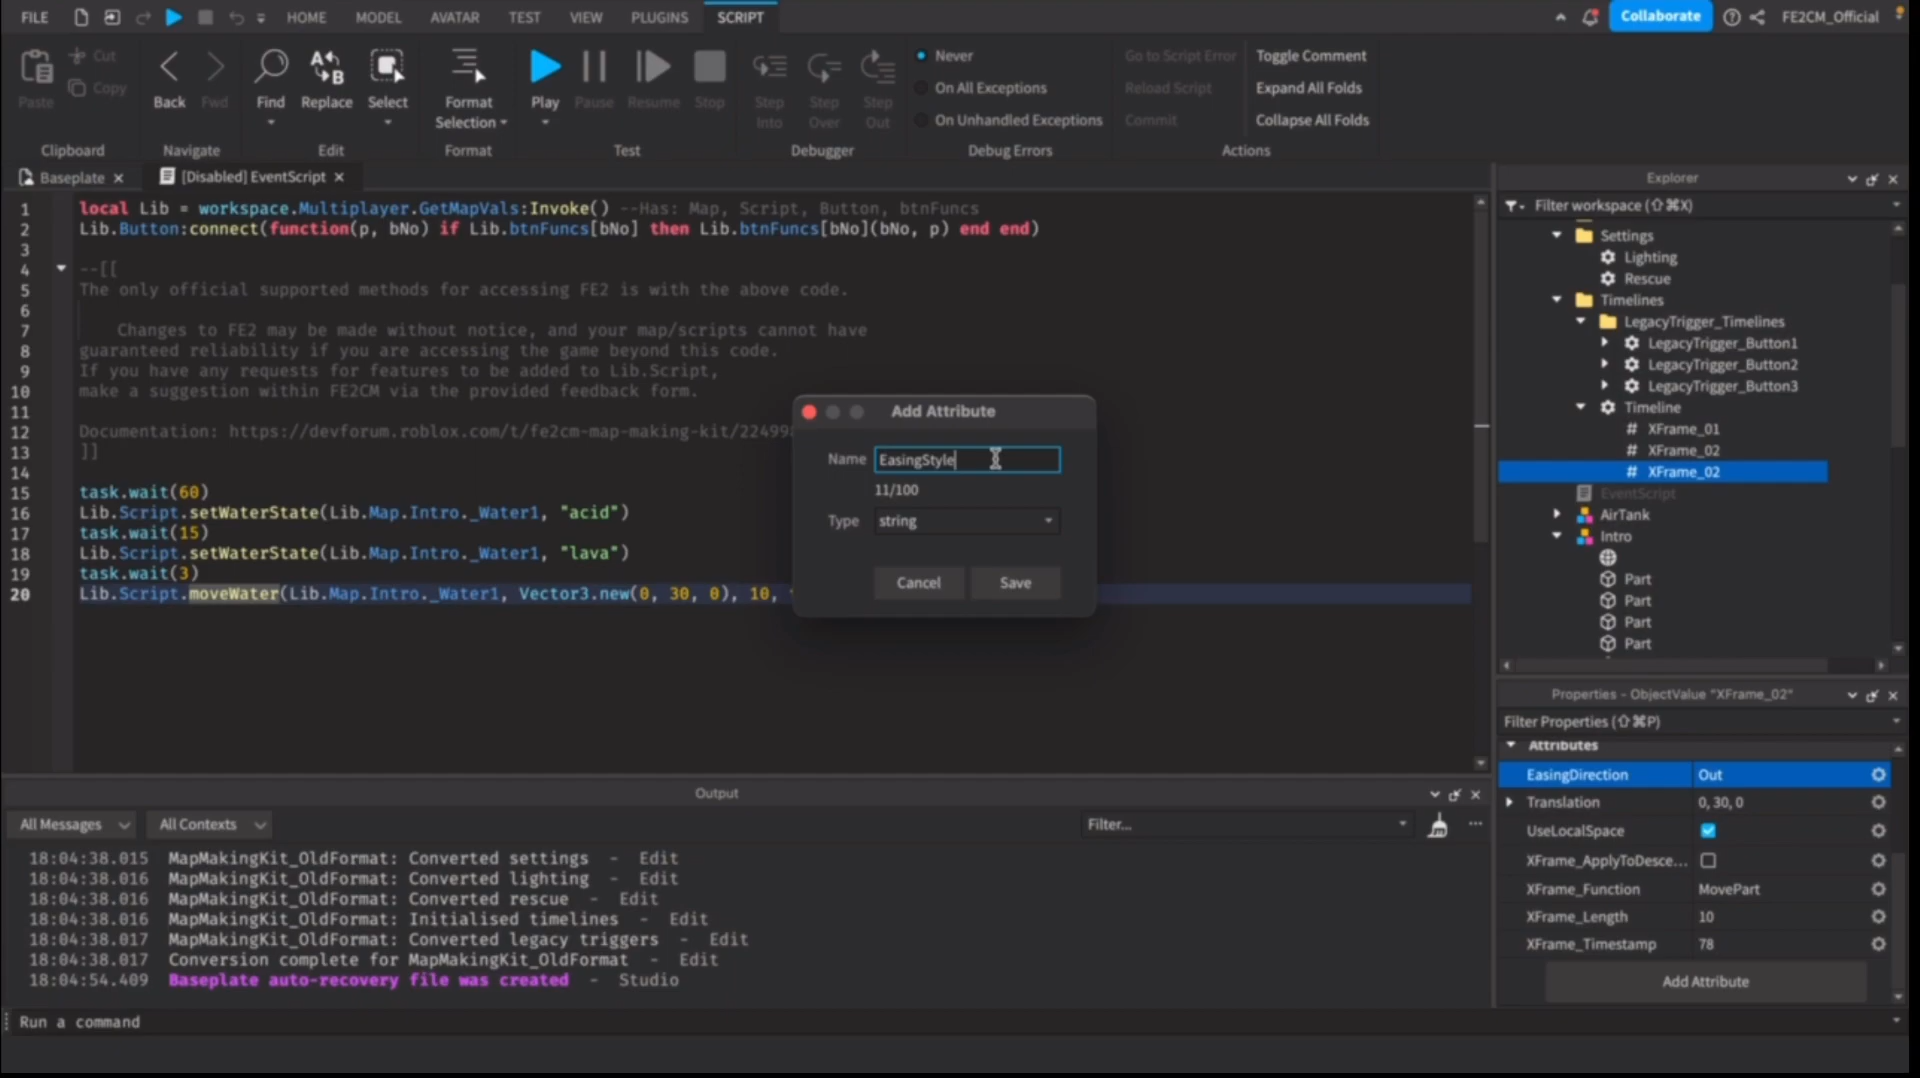 FILE HOME MODEL AVATAR TEST VIEW PLUGINS SCRIPT Collaborate FE2CM_Official
Paste Cut Copy Back Fwd Find Replace Select Format Selection Play Pause Resume Stop Step Into Step Over Step Out
Never
On All Exceptions
On Unhandled Exceptions
Go to Script Error
Reload Script
Commit
Toggle Comment
Expand All Folds
Collapse All Folds
Clipboard Navigate Edit Format Test Debugger Debug Errors Actions
Baseplate [Disabled] EventScript
1 local Lib = workspace.Multiplayer.GetMapVals:Invoke() --Has: Map, Script, Button, btnFuncs
2 Lib.Button:connect(function(p, bNo) if Lib.btnFuncs[bNo] then Lib.btnFuncs[bNo](bNo, p) end end)
3
4 --[[
5 The only official supported methods for accessing FE2 is with the above code.
6
7 Changes to FE2 may be made without notice, and your map/scripts cannot have
8 guaranteed reliability if you are accessing the game beyond this code.
9 If you have any requests for features to be added to Lib.Script,
10 make a suggestion within FE2CM via the provided feedback form.
11
12 Documentation: https://devforum.roblox.com/t/fe2cm-map-making-kit/22499
13 ]]
14
15 task.wait(60)
16 Lib.Script.setWaterState(Lib.Map.Intro._Water1, "acid")
17 task.wait(15)
18 Lib.Script.setWaterState(Lib.Map.Intro._Water1, "lava")
19 task.wait(3)
20 Lib.Script.moveWater(Lib.Map.Intro._Water1, Vector3.new(0, 30, 0), 10,
Add Attribute
Name EasingStyle
11/100
Type string
Cancel Save
Explorer
Filter workspace (⇧⌘X)
Settings
Lighting
Rescue
Timelines
LegacyTrigger_Timelines
LegacyTrigger_Button1
LegacyTrigger_Button2
LegacyTrigger_Button3
Timeline
# XFrame_01
# XFrame_02
# XFrame_02
EventScript
AirTank
Intro
Part
Part
Part
Part
Properties - ObjectValue "XFrame_02"
Filter Properties (⇧⌘P)
Attributes
EasingDirection Out
Translation 0, 30, 0
UseLocalSpace
XFrame_ApplyToDesce...
XFrame_Function MovePart
XFrame_Length 10
XFrame_Timestamp 78
Add Attribute
Output
All Messages All Contexts Filter...
18:04:38.015 MapMakingKit_OldFormat: Converted settings - Edit
18:04:38.016 MapMakingKit_OldFormat: Converted lighting - Edit
18:04:38.016 MapMakingKit_OldFormat: Converted rescue - Edit
18:04:38.016 MapMakingKit_OldFormat: Initialised timelines - Edit
18:04:38.017 MapMakingKit_OldFormat: Converted legacy triggers - Edit
18:04:38.017 Conversion complete for MapMakingKit_OldFormat - Edit
18:04:54.409 Baseplate auto-recovery file was created - Studio
Run a command